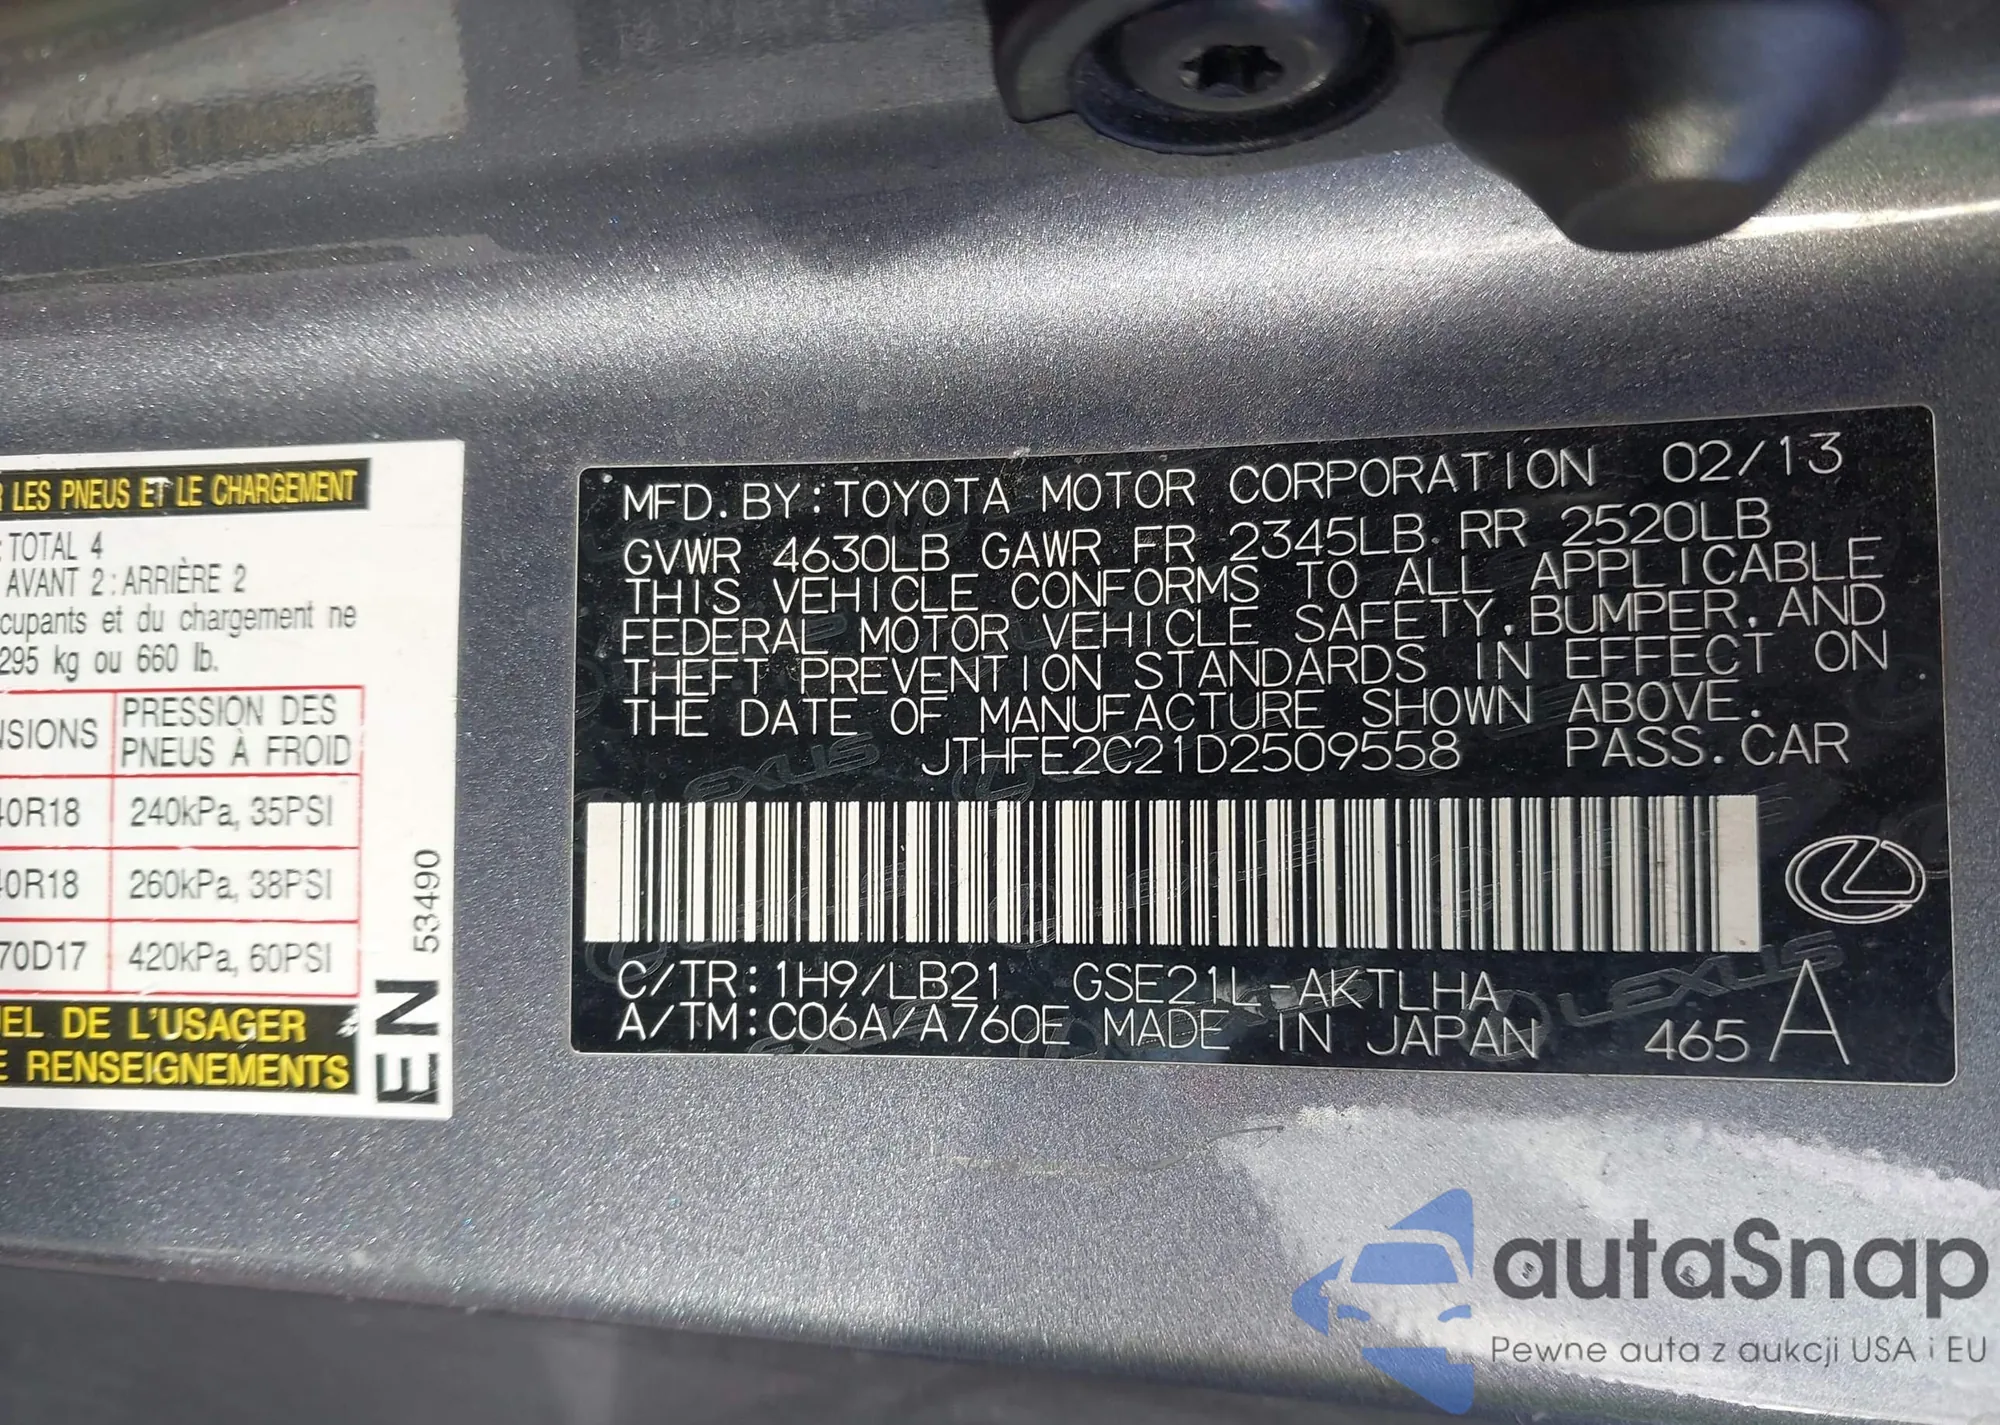 LES PNEUS ET LE CHARGEMENT
: TOTAL 4
AVANT 2 : ARRIÈRE 2
et du chargement ne
295 kg ou 660 lb.
PRESSION DES
PNEUS À FROID
40R18 240kPa, 35PSI
40R18 260kPa, 38PSI
70D17 420kPa, 60PSI
DE L'USAGER
RENSEIGNEMENTS
EN 53490
MFD. BY : TOYOTA MOTOR CORPORATION 02/13
GVWR 4630LB GAWR FR 2345LB RR 2520LB
THIS VEHICLE CONFORMS TO ALL APPLICABLE
FEDERAL MOTOR VEHICLE SAFETY, BUMPER, AND
THEFT PREVENTION STANDARDS IN EFFECT ON
THE DATE OF MANUFACTURE SHOWN ABOVE.
JTHFE2C21D2509558 PASS. CAR
C/TR: 1H9/LB21 GSE21L-AKTLHA
A/TM: C06A/A760E MADE IN JAPAN 465 A
LEXUS
LEXUS
autaSnap
Pewne auta z aukcji USA i EU